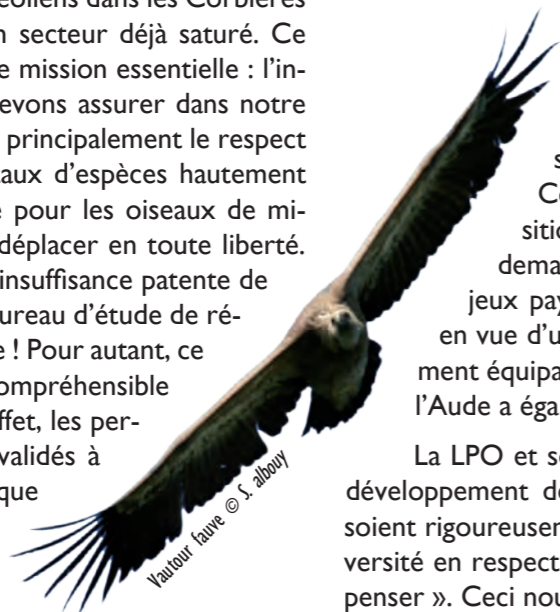 éoliens dans les Corbières
secteur déjà saturé. Ce
mission essentielle : l'in-
evons assurer dans notre
principalement le respect
taux d'espèces hautement
pour les oiseaux de mi-
déplacer en toute liberté.
insuffisance patente de
ureau d'étude de ré-
e ! Pour autant, ce
ompréhensible
ffet, les per-
validés à
que
Vautour fauve © S. albouy
sitio
dema
jeux pay
en vue d'u
ment équipa
l'Aude a éga
La LPO et se
développement de
soient rigoureusem
versité en respect
penser ». Ceci nou